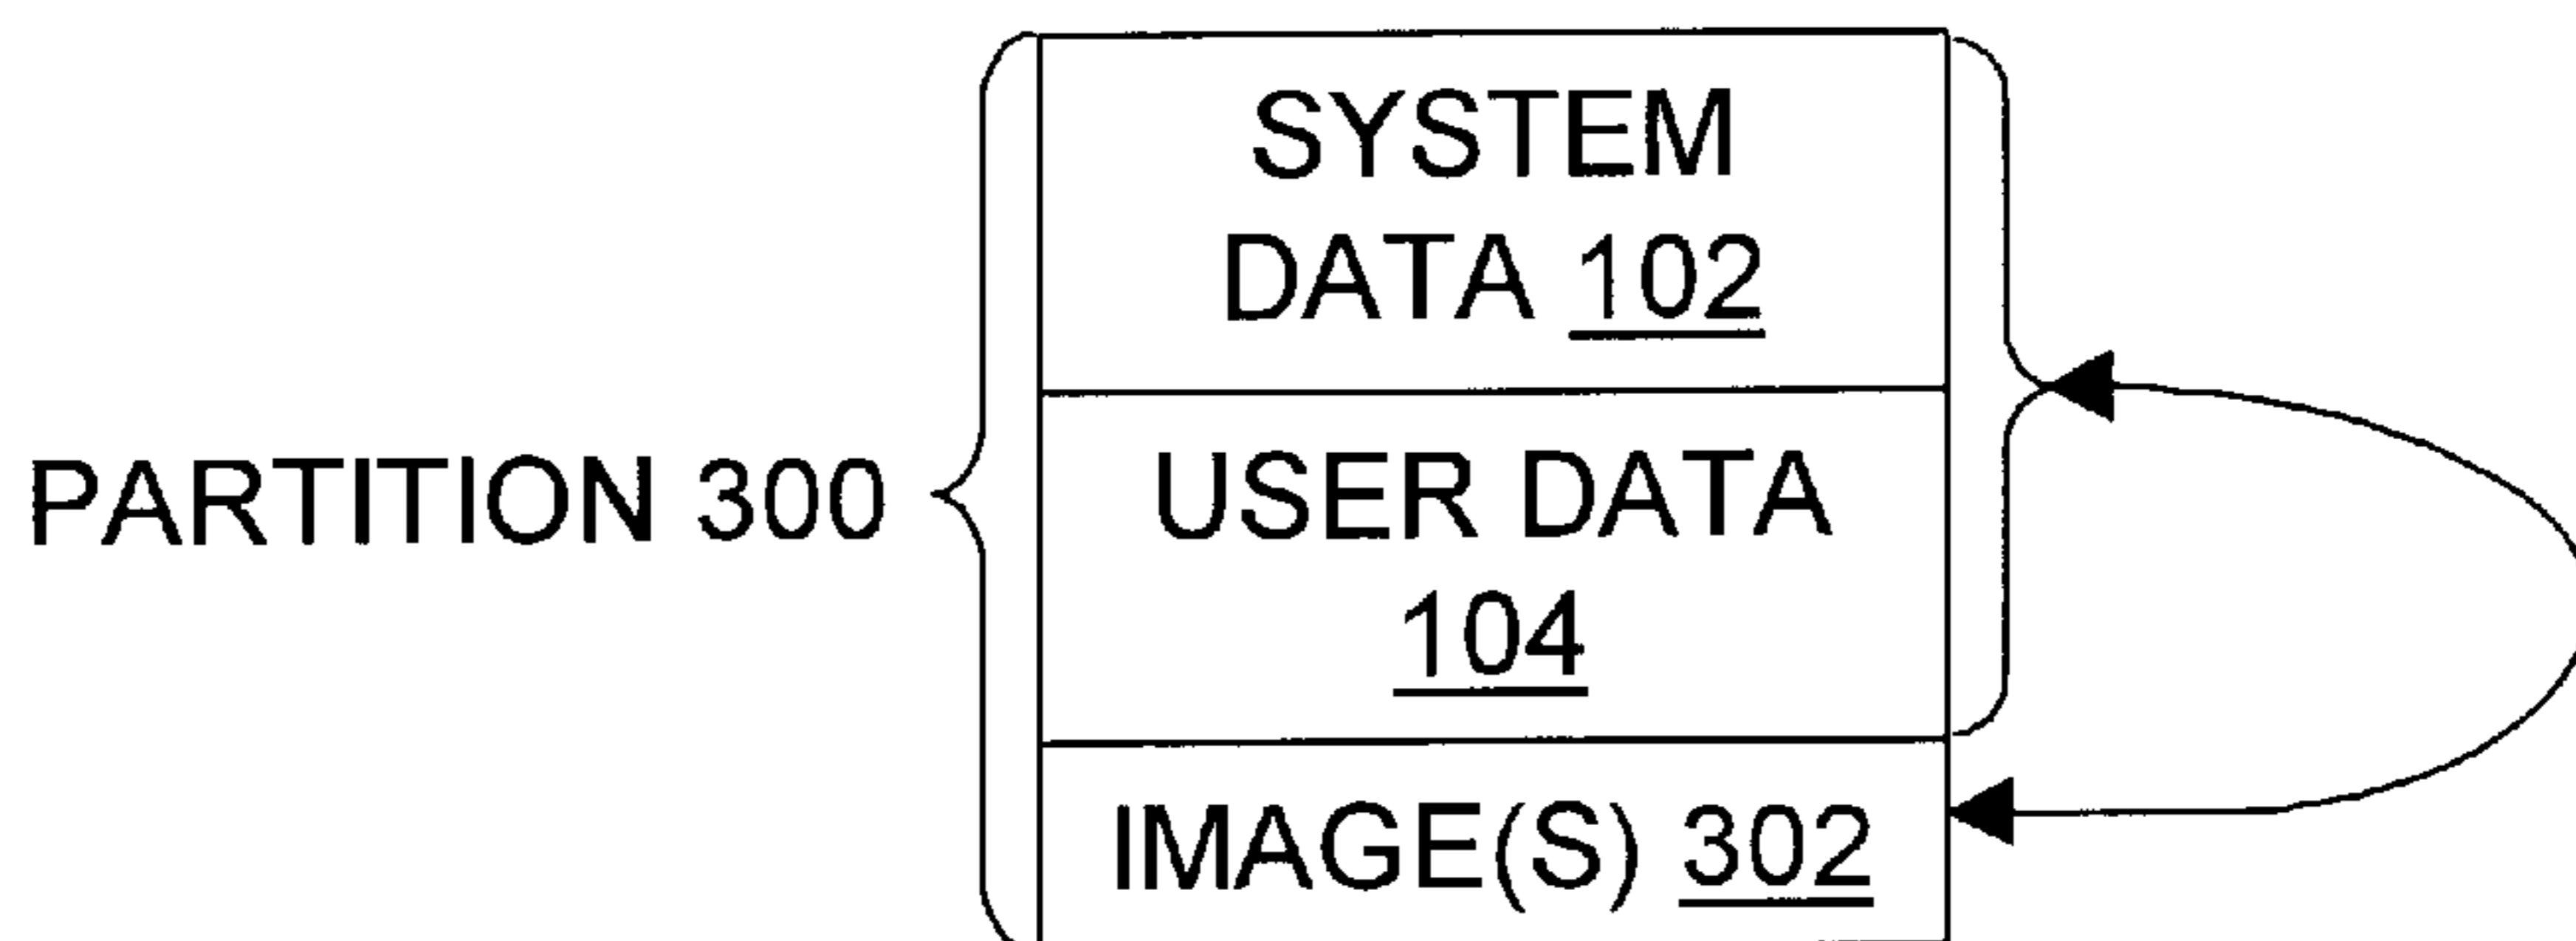 SYSTEM
DATA 102
PARTITION 300
USER DATA
104
IMAGE(S) 302